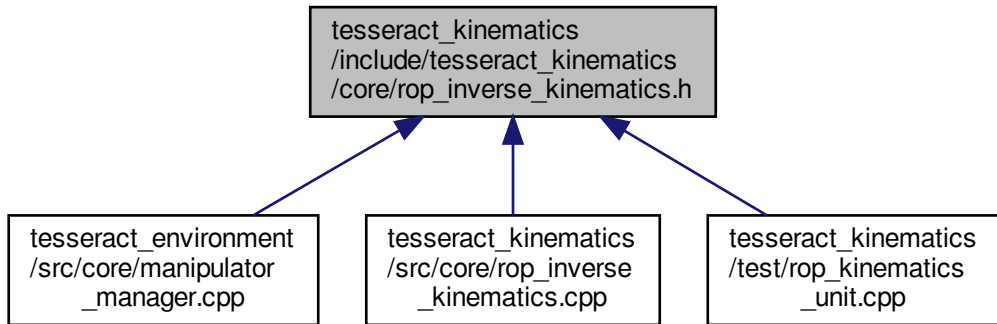 tesseract_kinematics
/include/tesseract_kinematics
/core/rop_inverse_kinematics.h
tesseract_environment
/src/core/manipulator
_manager.cpp
tesseract_kinematics
/src/core/rop_inverse
_kinematics.cpp
tesseract_kinematics
/test/rop_kinematics
_unit.cpp